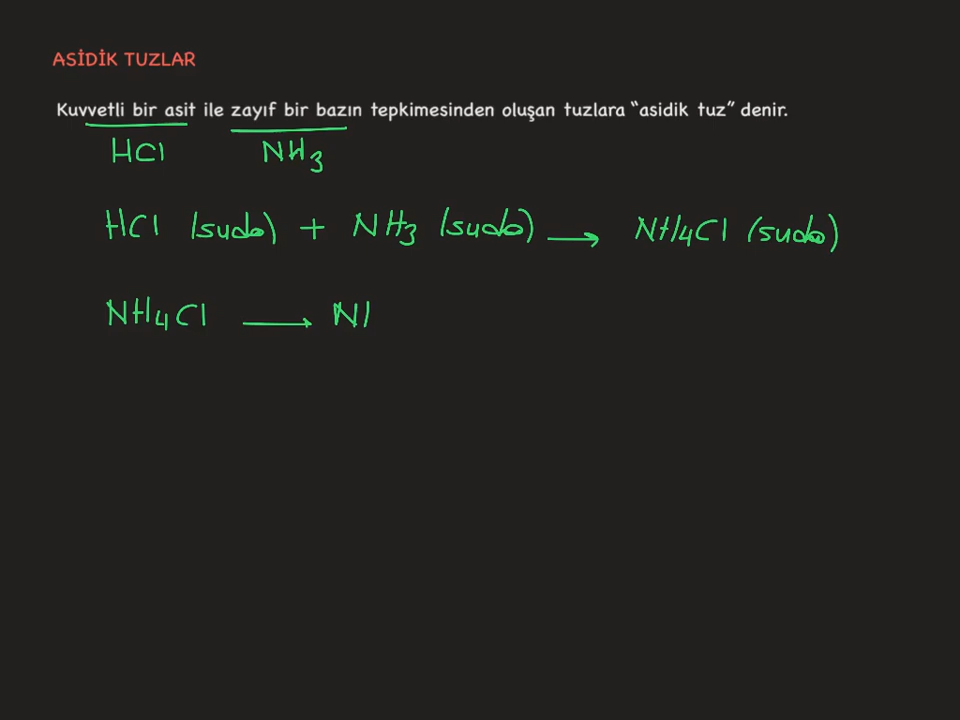 ASİDİK TUZLAR
Kuvvetli bir asit ile zayıf bir bazın tepkimesinden oluşan tuzlara “asidik tuz” denir.
HCl NH3
HCl (suda) + NH3 (suda) → NH4Cl (suda)
NH4Cl → NH